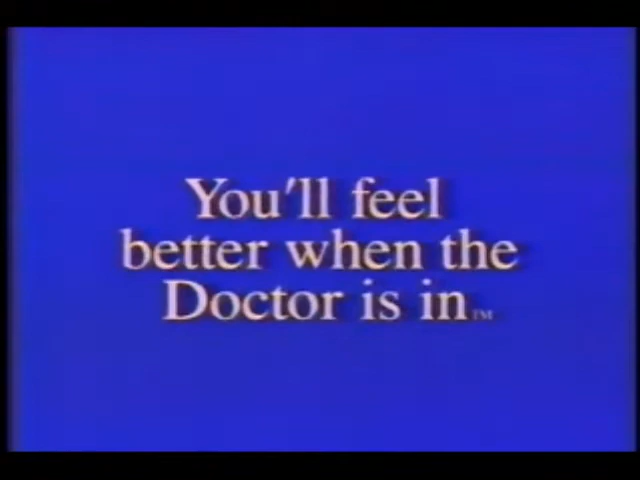 You'll feel
better when the
Doctor is in™